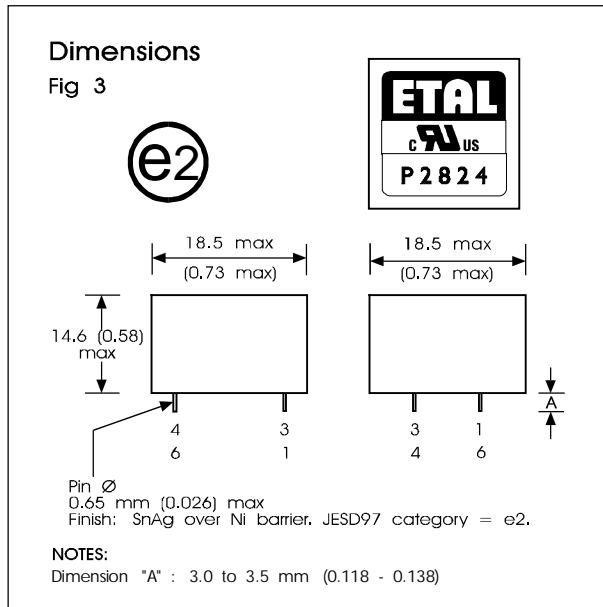 Dimensions
Fig 3
e2
ETAL
c RU US
P2824
18.5 max
(0.73 max)
18.5 max
(0.73 max)
14.6 (0.58)
max
A
4 3 3 1
6 1 4 6
Pin Ø
0.65 mm (0.026) max
Finish: SnAg over Ni barrier. JESD97 category = e2.
NOTES:
Dimension "A" : 3.0 to 3.5 mm (0.118 - 0.138)